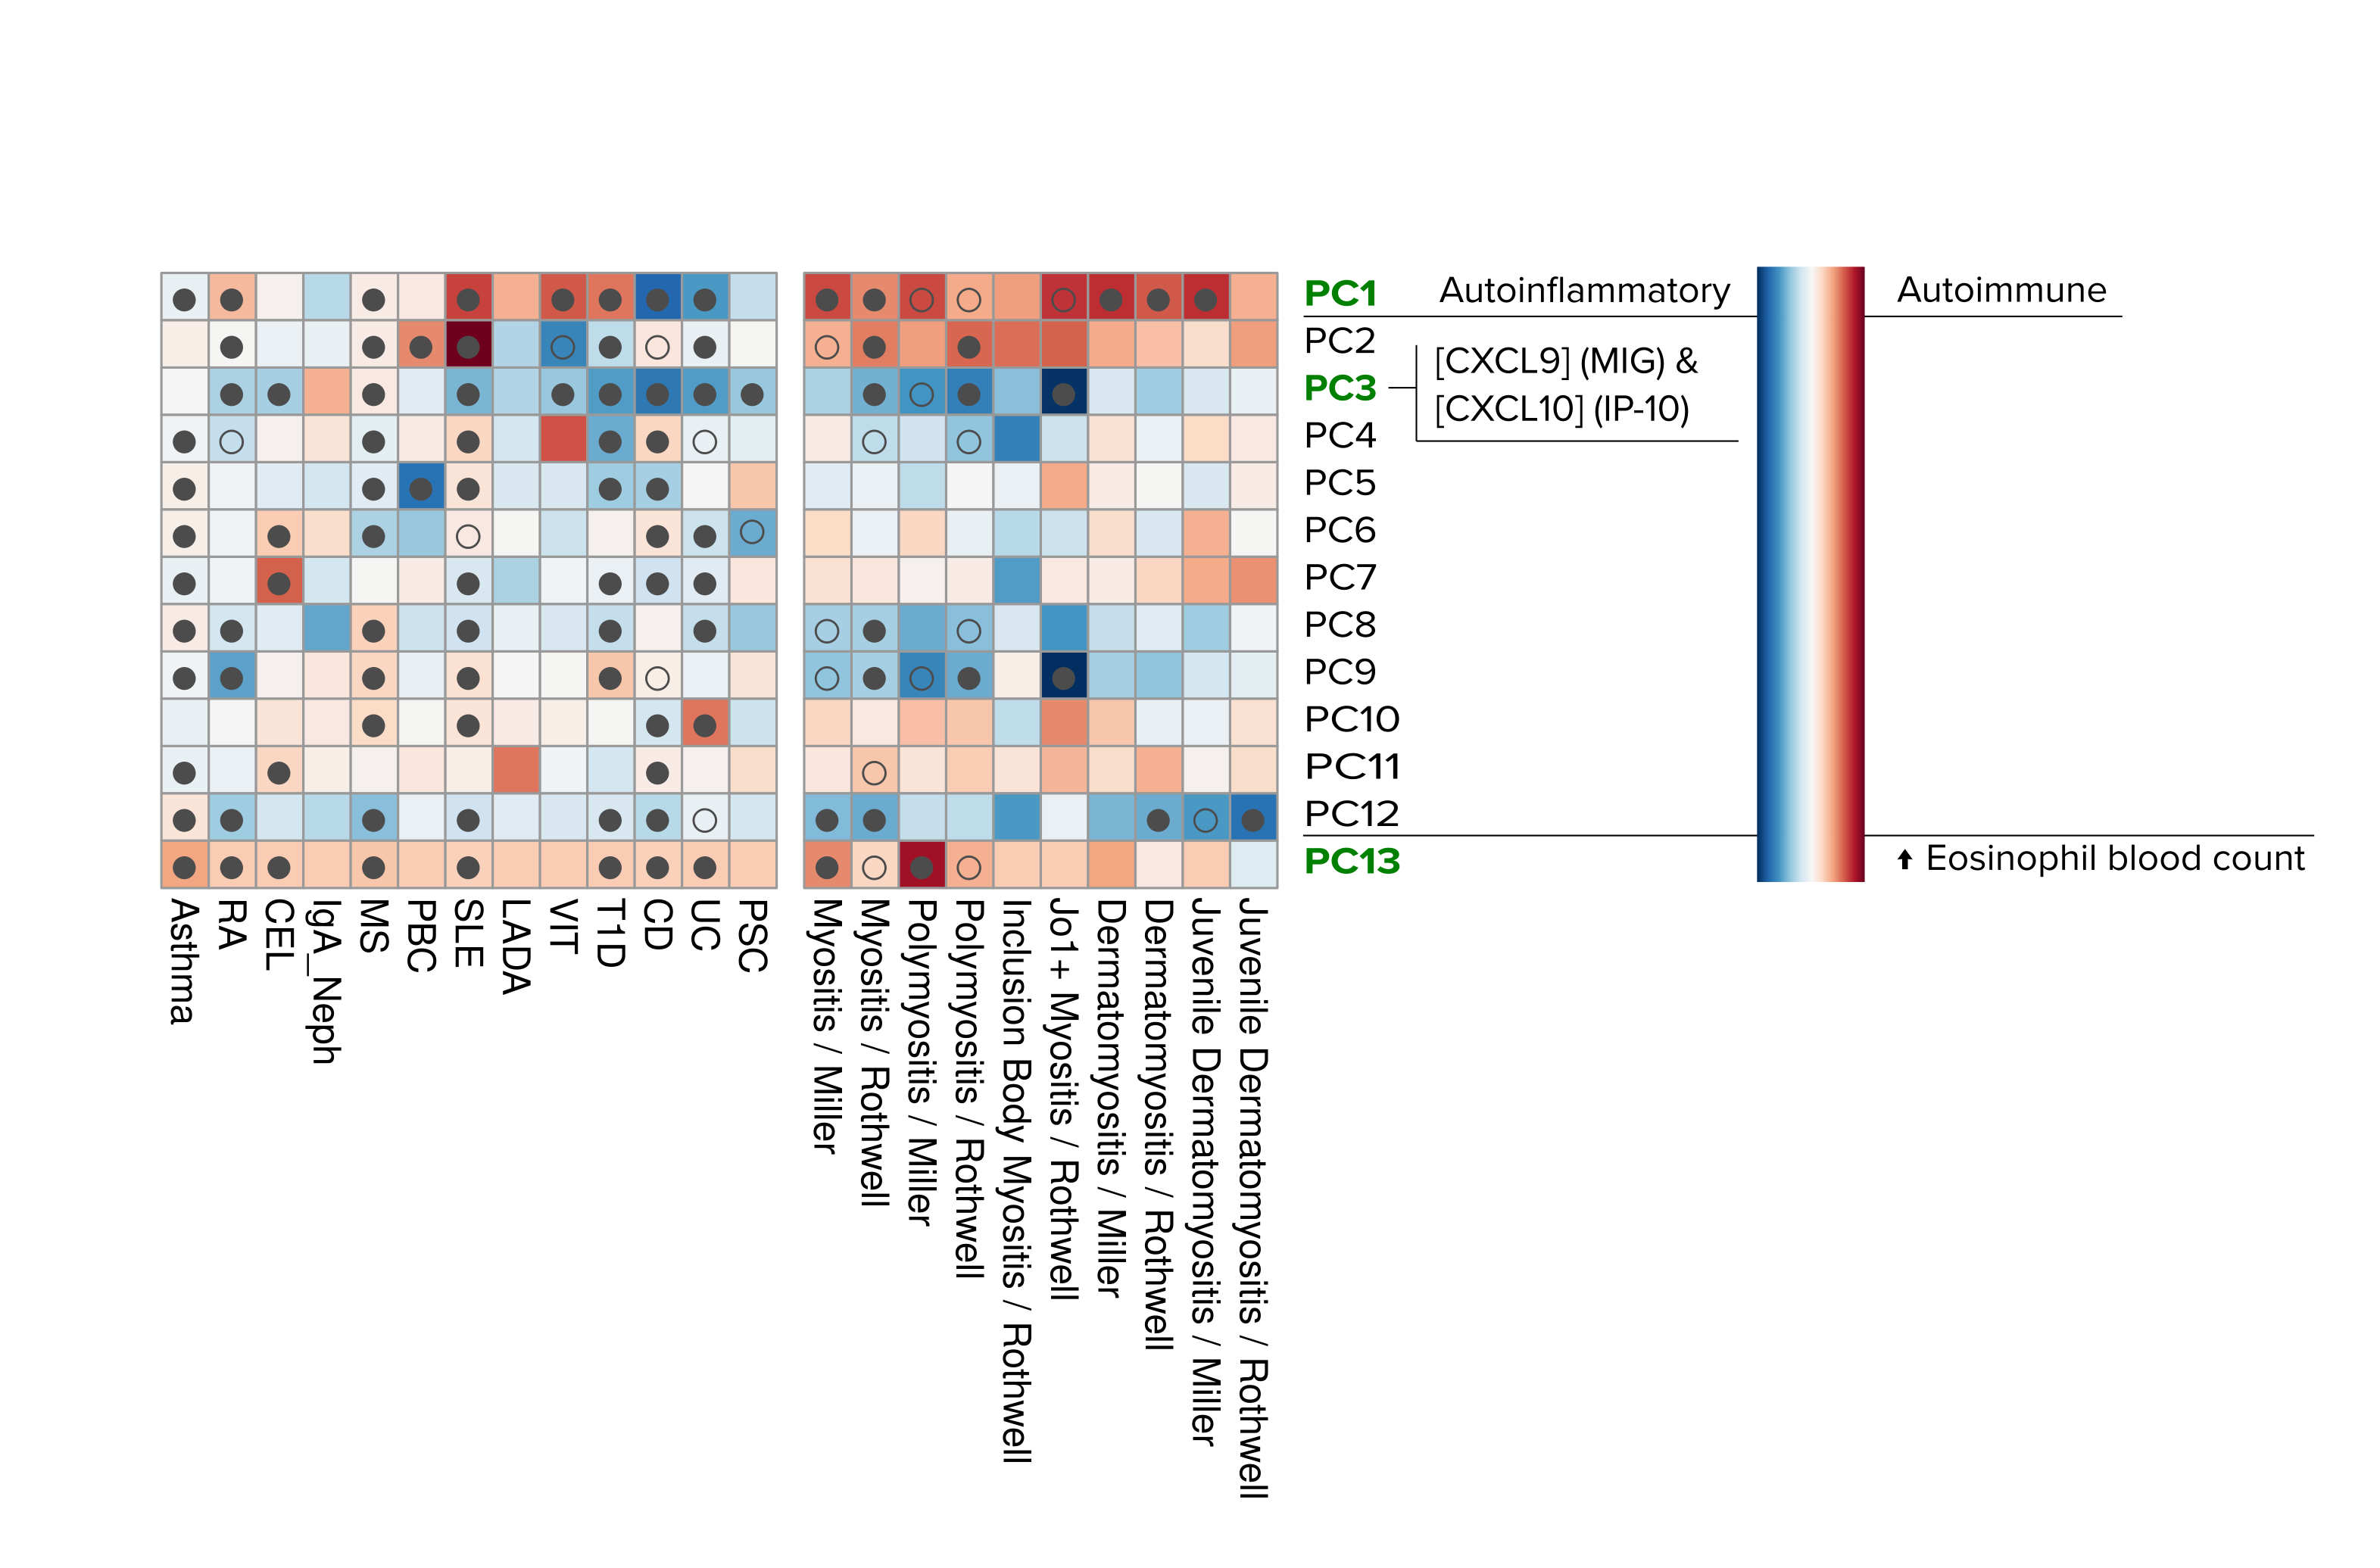 PC1
Autoinflammatory
Autoimmune
PC2
[CXCL9] (MIG) &
PC3
[CXCL10] (IP-10)
PC4
PC5
PC6
PC7
PC8
PC9
PC10
PC11
PC12
PC13
⬆ Eosinophil blood count
Asthma
RA
CEL
IgA_Neph
MS
PBC
SLE
LADA
VIT
T1D
CD
UC
PSC
Myositis / Miller
Myositis / Rothwell
Polymyositis / Miller
Polymyositis / Rothwell
Inclusion Body Myositis / Rothwell
Jo1+ Myositis / Rothwell
Dermatomyositis / Miller
Dermatomyositis / Rothwell
Juvenile Dermatomyositis / Miller
Juvenile Dermatomyositis / Rothwell